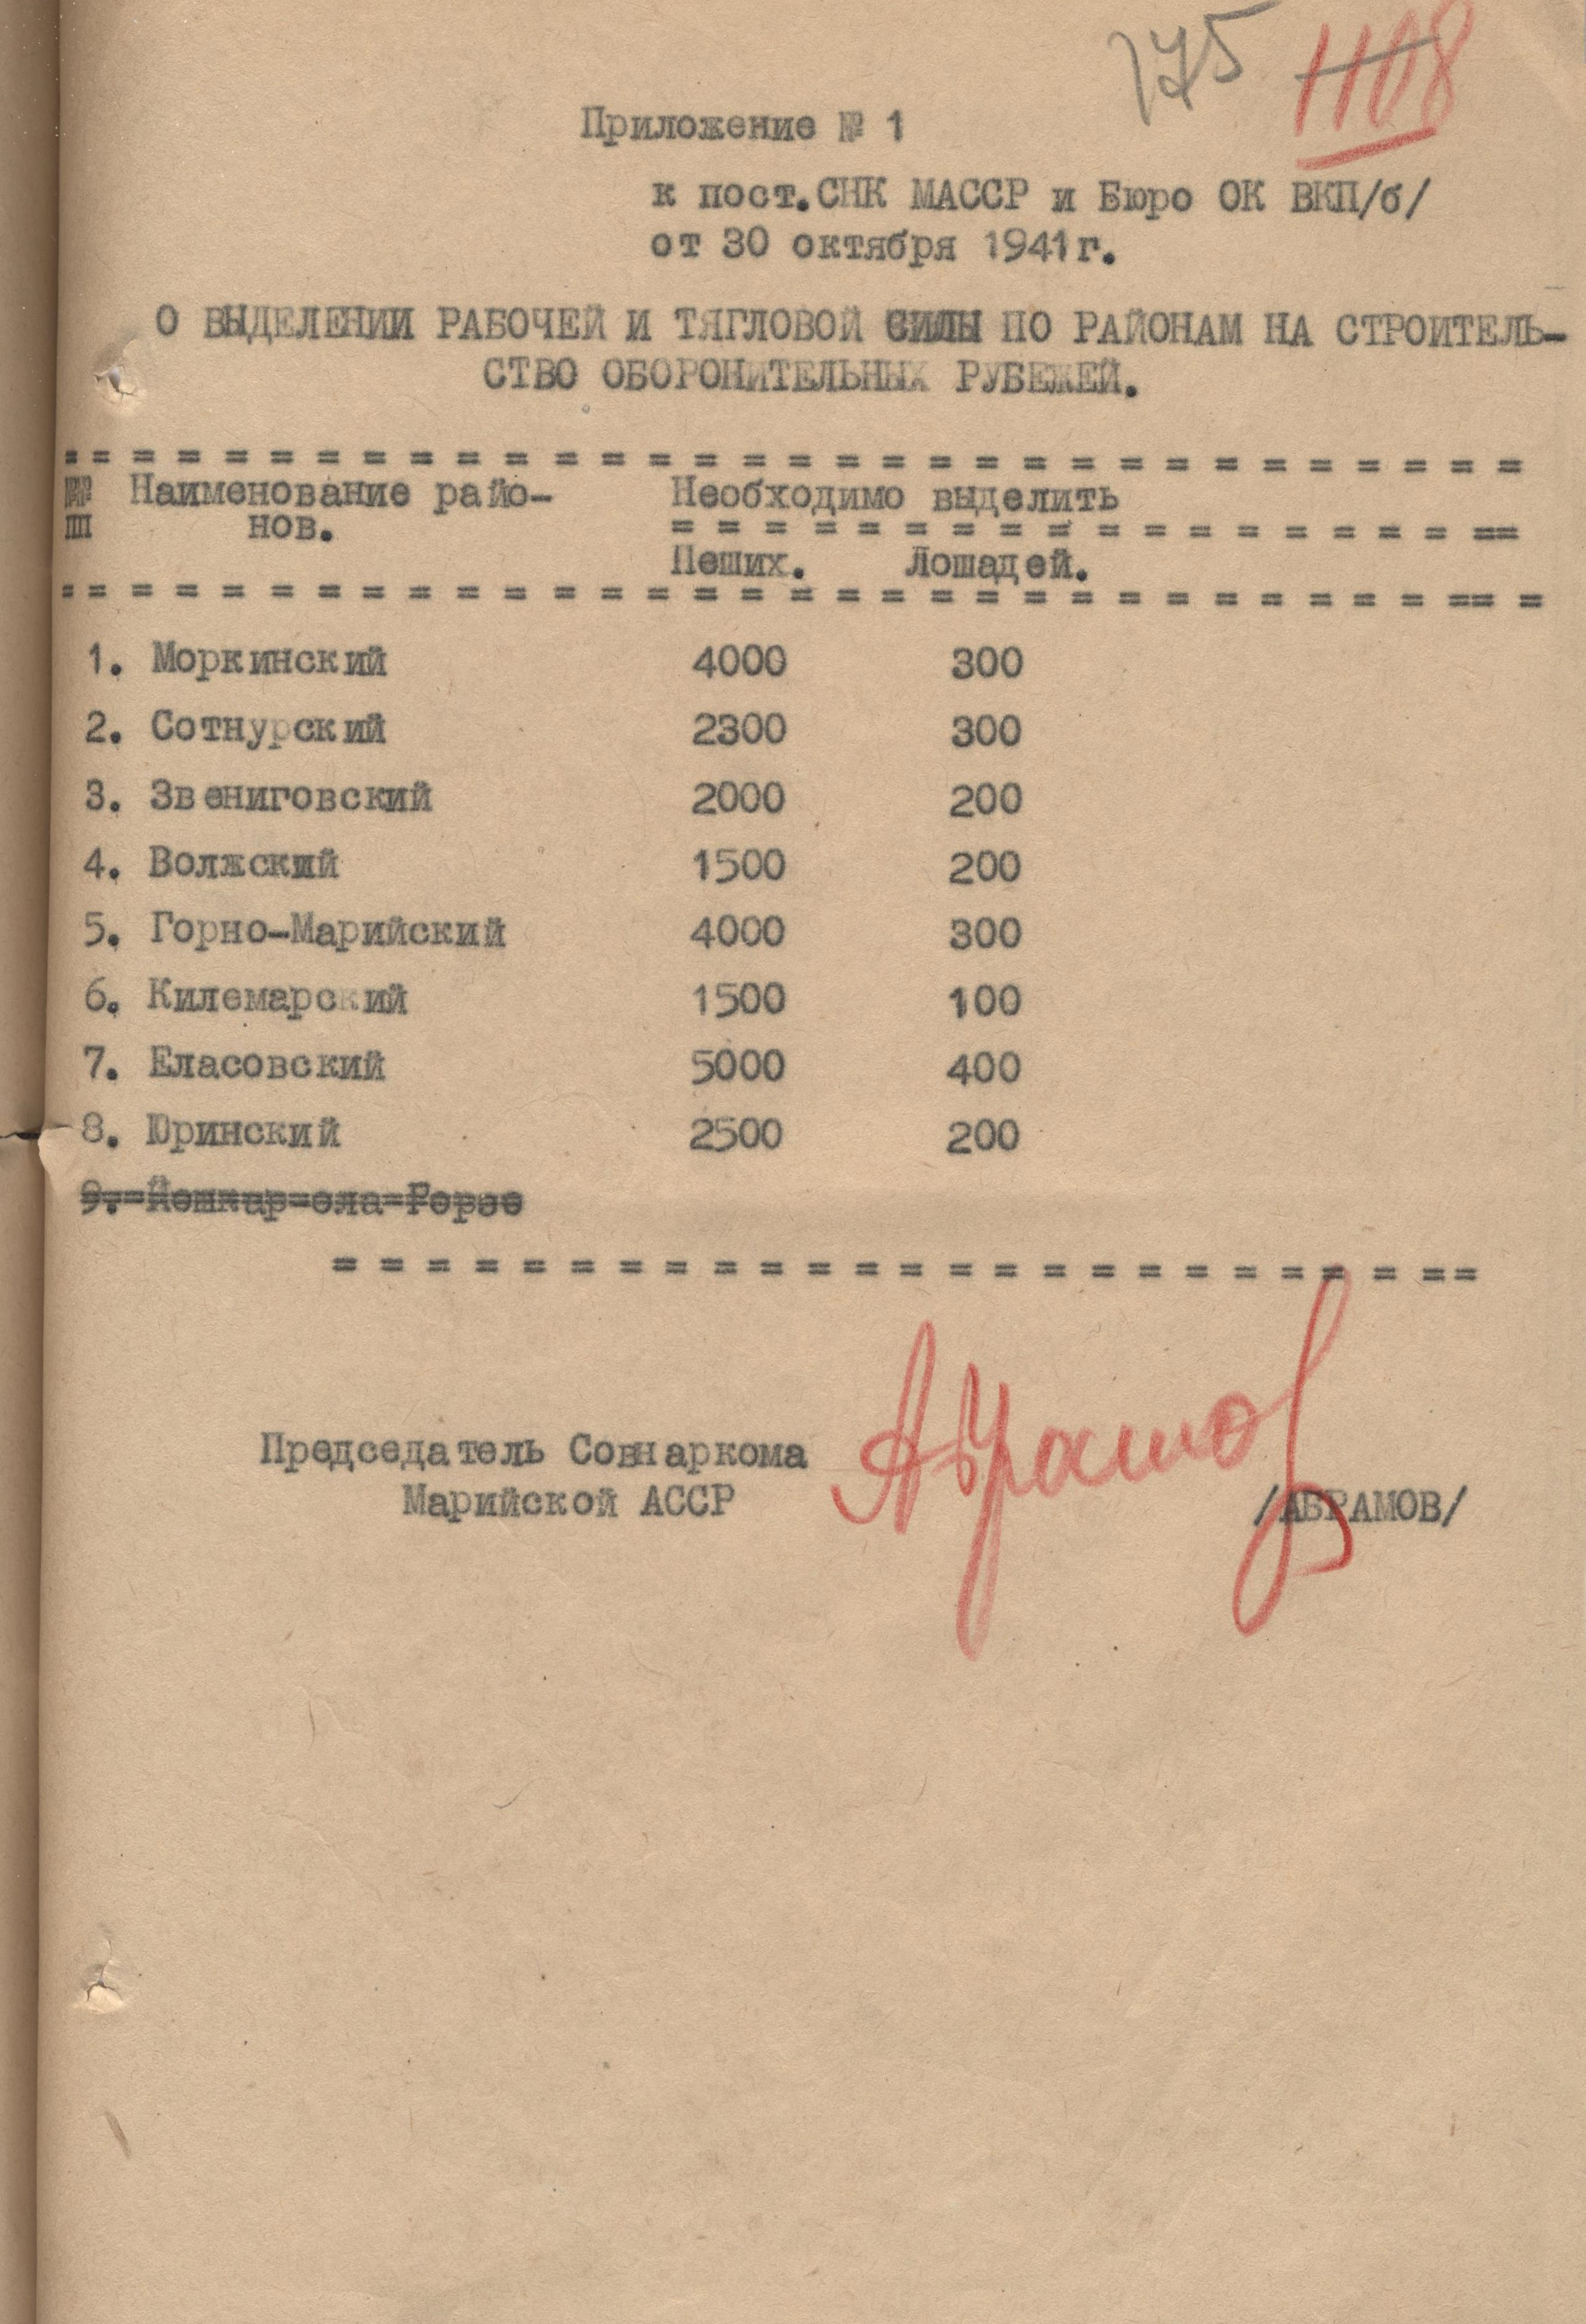 175 1108
Приложение № 1
к пост.СНК МАССР и Бюро ОК ВКП/б/
от 30 октября 1941г.
О ВЫДЕЛЕНИИ РАБОЧЕЙ И ТЯГЛОВОЙ СИЛЫ ПО РАЙОНАМ НА СТРОИТЕЛЬ-
СТВО ОБОРОНИТЕЛЬНЫХ РУБЕЖЕЙ.
№№ Наименование райо- Необходимо выделить
пп нов.
Пеших. Лошадей.
1. Моркинский 4000 300
2. Сотнурский 2300 300
3. Звениговский 2000 200
4. Волжский 1500 200
5. Горно-Марийский 4000 300
6. Килемарский 1500 100
7. Еласовский 5000 400
8. Юринский 2500 200
9. Йошкар-ола
Председатель Совнаркома Абрамов
Марийской АССР /АБРАМОВ/